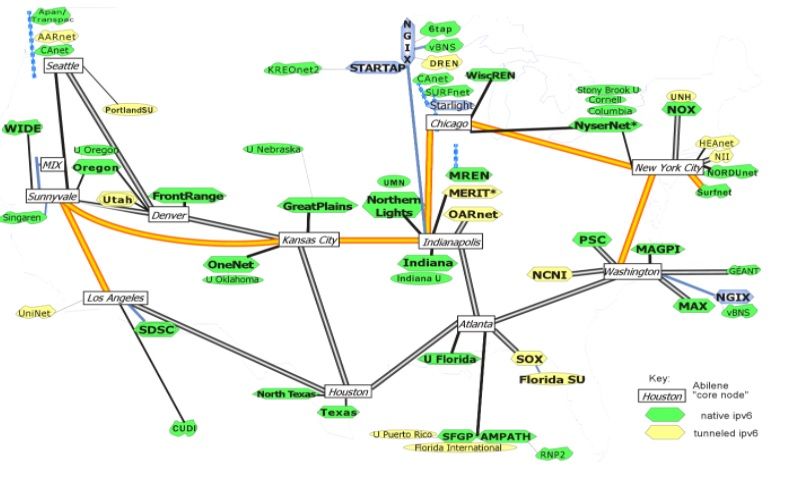 Apan/
Transpac
AARnet
CAnet
Seattle
PortlandSU
WIDE
MIX
U Oregon
Oregon
Sunnyvale
Singaren
Utah
FrontRange
Denver
UniNet
Los Angeles
SDSC
CUDI
KREOnet2
STARTAP
NGIX
6tap
vBNS
DREN
CAnet
SURFnet
Starlight
WiscREN
Chicago
U Nebraska
GreatPlains
Kansas City
OneNet
U Oklahoma
UMN
Northern
Lights
MREN
MERIT*
OARnet
Indianapolis
Indiana
Indiana U
Stony Brook U
Cornell
Columbia
NyserNet*
UNH
NOX
HEAnet
NII
New York City
NORDUnet
Surfnet
PSC
MAGPI
NCNI
Washington
GEANT
NGIX
vBNS
MAX
Atlanta
U Florida
SOX
Florida SU
North Texas
Houston
Texas
U Puerto Rico
SFGP
AMPATH
Florida International
RNP2
Key:
Houston
Abilene
"core node"
native ipv6
tunneled ipv6